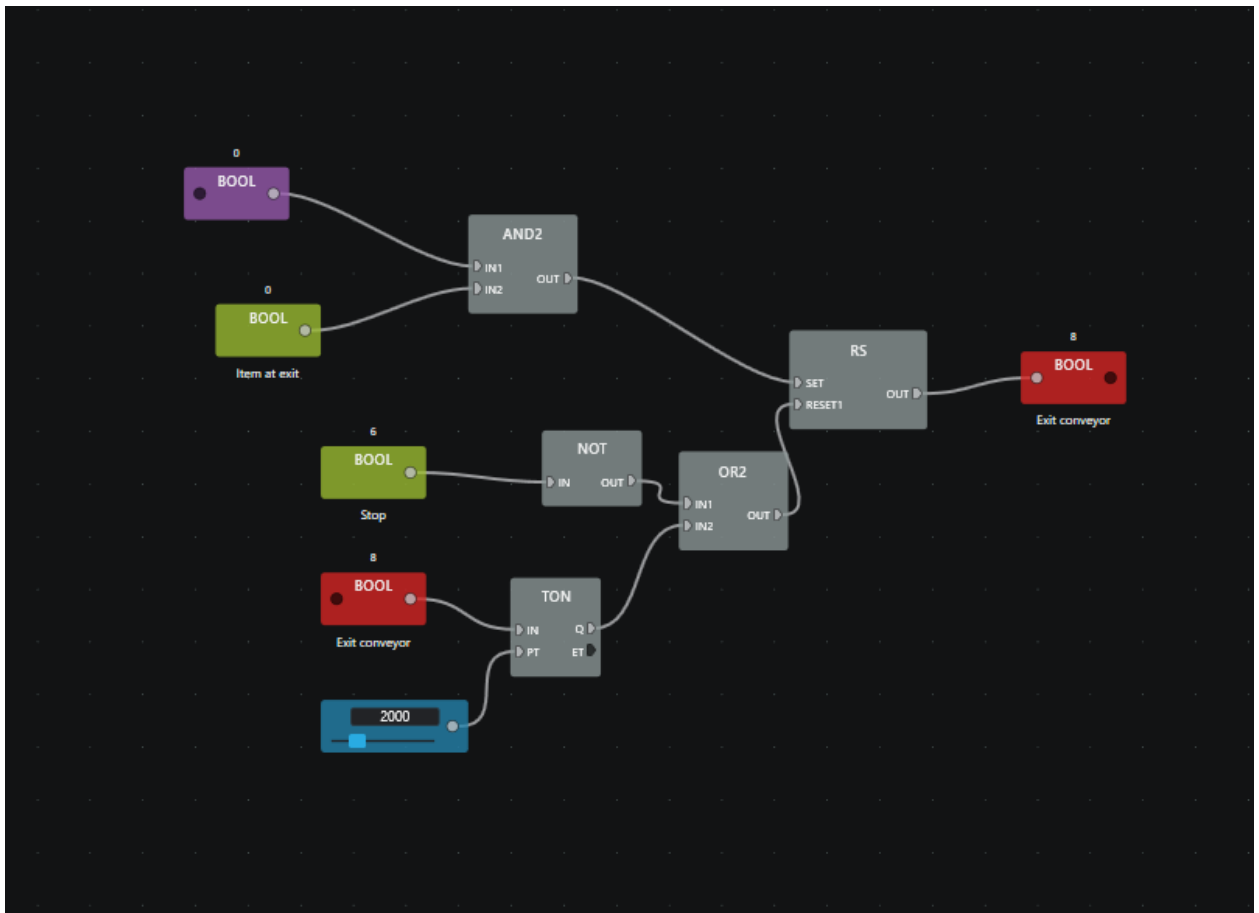 0
BOOL
AND2
IN1
IN2
OUT
0
BOOL
Item at exit
RS
SET
RESET1
OUT
8
BOOL
Exit conveyor
6
BOOL
Stop
NOT
IN
OUT
OR2
IN1
IN2
OUT
8
BOOL
Exit conveyor
TON
IN
Q
PT
ET
2000